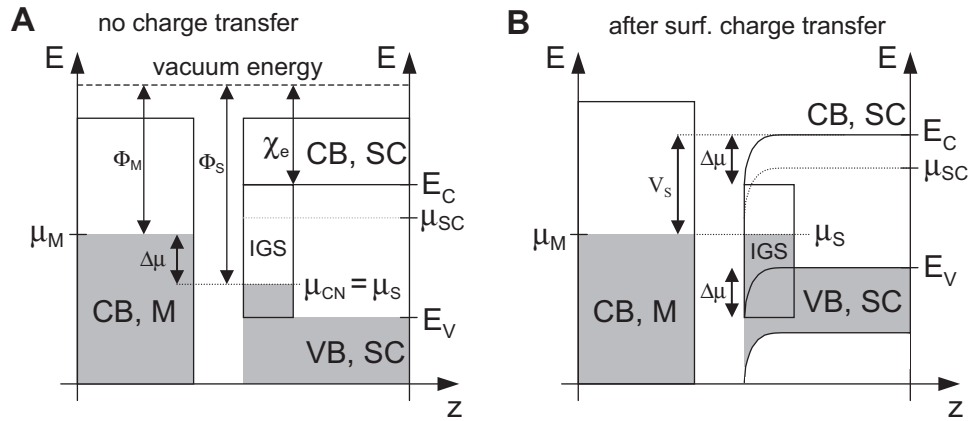 A no charge transfer
E
E
vacuum energy
Φ_M
Φ_S
χ_e
CB, SC
E_C
μ_SC
μ_M
Δμ
IGS
μ_CN = μ_S
CB, M
E_V
VB, SC
z
B after surf. charge transfer
E
E
CB, SC
E_C
Δμ
V_S
μ_SC
μ_M
μ_S
IGS
E_V
Δμ
CB, M
VB, SC
z